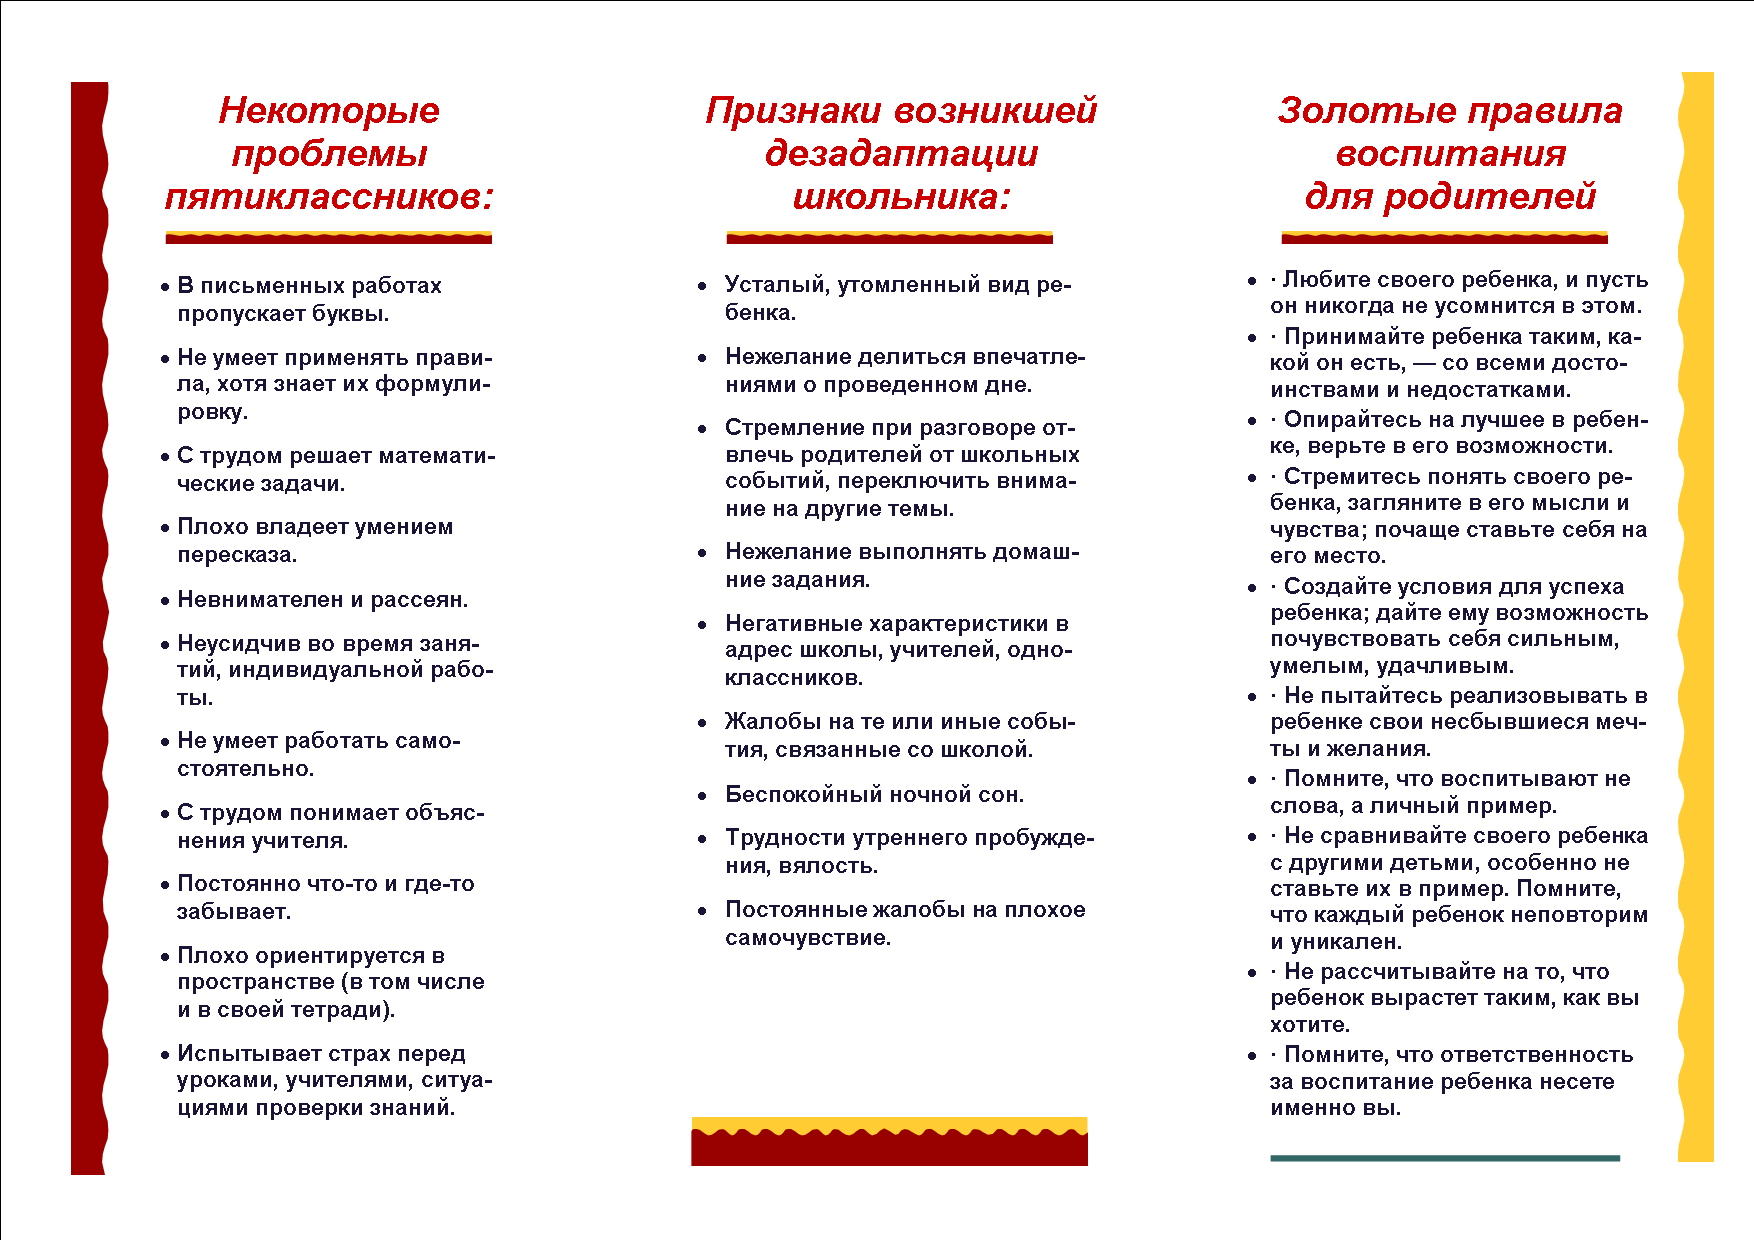 Некоторые
проблемы
пятиклассников:
• В письменных работах
пропускает буквы.
• Не умеет применять прави-
ла, хотя знает их формули-
ровку.
• С трудом решает математи-
ческие задачи.
• Плохо владеет умением
пересказа.
• Невнимателен и рассеян.
• Неусидчив во время заня-
тий, индивидуальной рабо-
ты.
• Не умеет работать само-
стоятельно.
• С трудом понимает объяс-
нения учителя.
• Постоянно что-то и где-то
забывает.
• Плохо ориентируется в
пространстве (в том числе
и в своей тетради).
• Испытывает страх перед
уроками, учителями, ситуа-
циями проверки знаний.
Признаки возникшей
дезадаптации
школьника:
• Усталый, утомленный вид ре-
бенка.
• Нежелание делиться впечатле-
ниями о проведенном дне.
• Стремление при разговоре от-
влечь родителей от школьных
событий, переключить внима-
ние на другие темы.
• Нежелание выполнять домаш-
ние задания.
• Негативные характеристики в
адрес школы, учителей, одно-
классников.
• Жалобы на те или иные собы-
тия, связанные со школой.
• Беспокойный ночной сон.
• Трудности утреннего пробужде-
ния, вялость.
• Постоянные жалобы на плохое
самочувствие.
Золотые правила
воспитания
для родителей
• · Любите своего ребенка, и пусть
он никогда не усомнится в этом.
• · Принимайте ребенка таким, ка-
кой он есть, — со всеми досто-
инствами и недостатками.
• · Опирайтесь на лучшее в ребен-
ке, верьте в его возможности.
• · Стремитесь понять своего ре-
бенка, загляните в его мысли и
чувства; почаще ставьте себя на
его место.
• · Создайте условия для успеха
ребенка; дайте ему возможность
почувствовать себя сильным,
умелым, удачливым.
• · Не пытайтесь реализовывать в
ребенке свои несбывшиеся меч-
ты и желания.
• · Помните, что воспитывают не
слова, а личный пример.
• · Не сравнивайте своего ребенка
с другими детьми, особенно не
ставьте их в пример. Помните,
что каждый ребенок неповторим
и уникален.
• · Не рассчитывайте на то, что
ребенок вырастет таким, как вы
хотите.
• · Помните, что ответственность
за воспитание ребенка несете
именно вы.